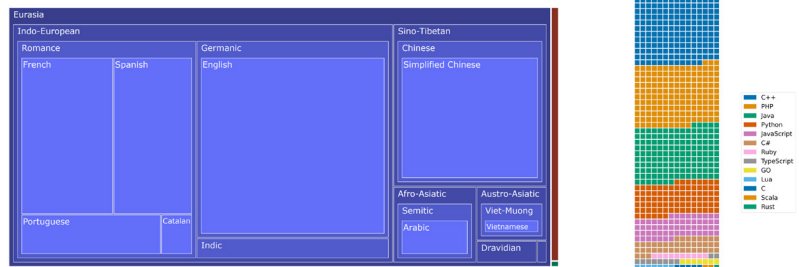 Eurasia
Indo-European
Sino-Tibetan
Romance
Germanic
Chinese
French
Spanish
English
Simplified Chinese
Portuguese
Catalan
Indic
Afro-Asiatic
Austro-Asiatic
Semitic
Viet-Muong
Arabic
Vietnamese
Dravidian
C++
PHP
Java
Python
JavaScript
C#
Ruby
TypeScript
GO
Lua
C
Scala
Rust